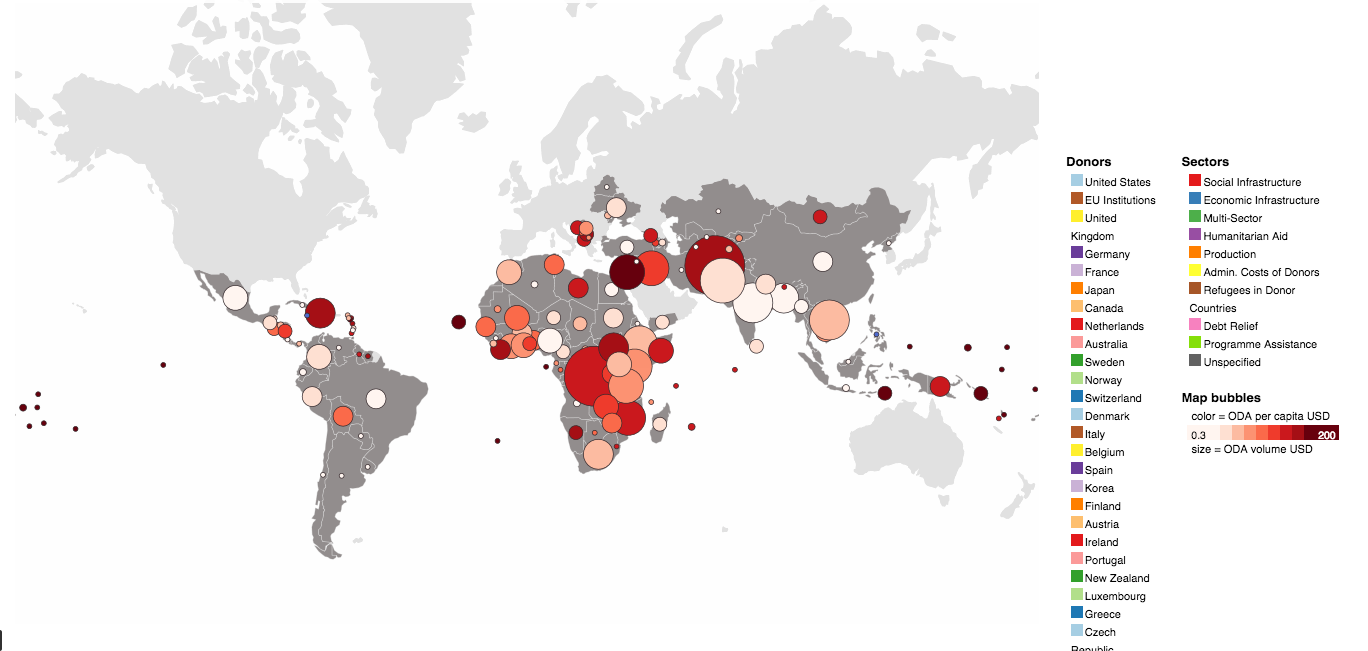 Donors
United States
EU Institutions
United
Kingdom
Germany
France
Japan
Canada
Netherlands
Australia
Sweden
Norway
Switzerland
Denmark
Italy
Belgium
Spain
Korea
Finland
Austria
Ireland
Portugal
New Zealand
Luxembourg
Greece
Czech
Republic
Sectors
Social Infrastructure
Economic Infrastructure
Multi-Sector
Humanitarian Aid
Production
Admin. Costs of Donors
Refugees in Donor
Countries
Debt Relief
Programme Assistance
Unspecified
Map bubbles
color = ODA per capita USD
0.3 200
size = ODA volume USD